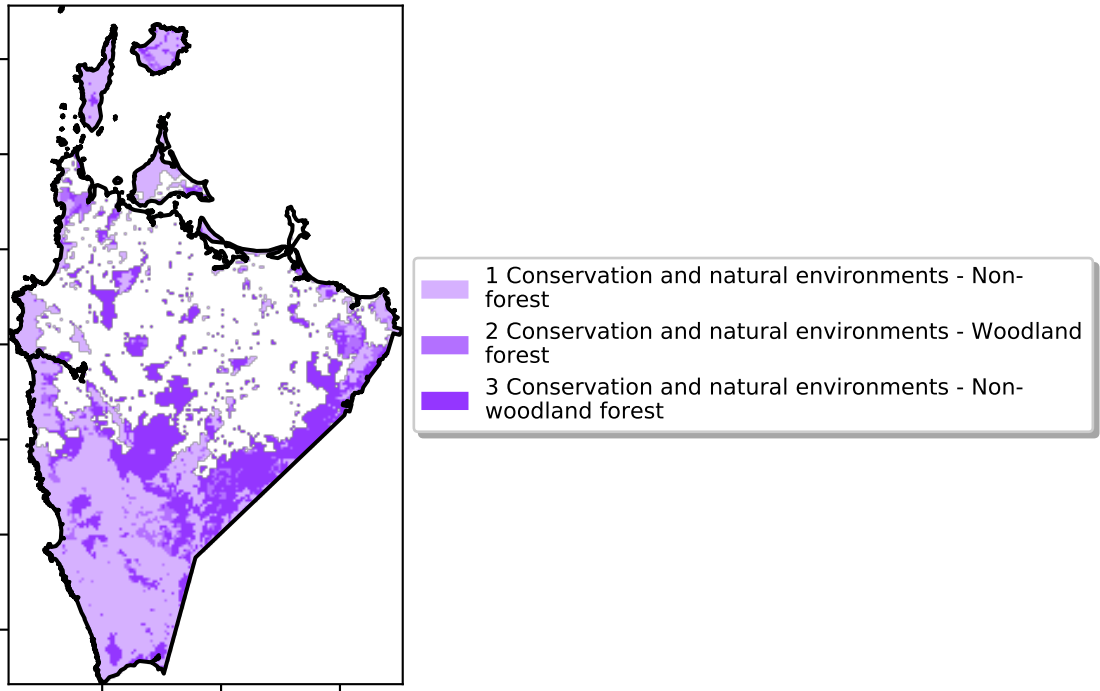 1 Conservation and natural environments - Non-
forest
2 Conservation and natural environments - Woodland
forest
3 Conservation and natural environments - Non-
woodland forest